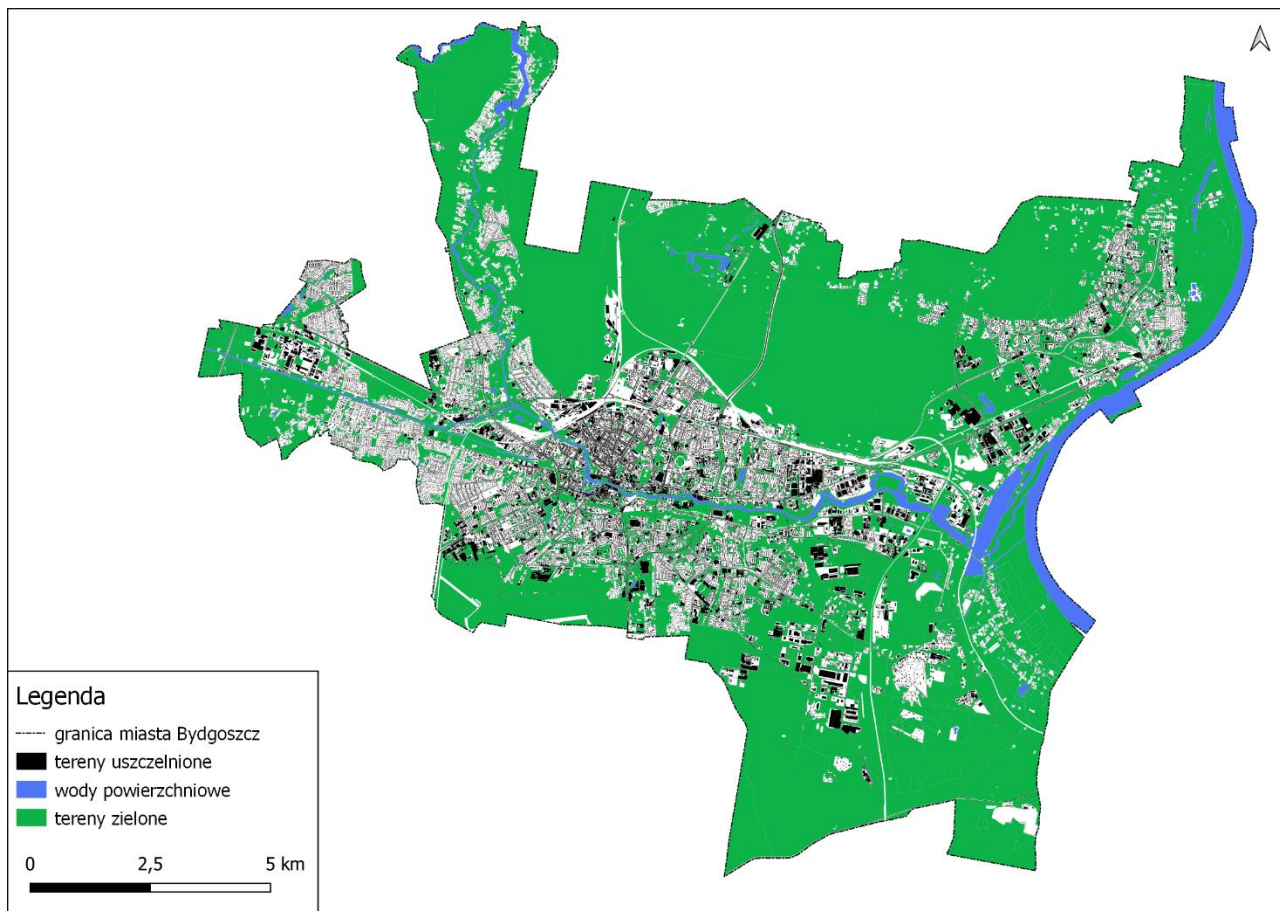 Legenda
granica miasta Bydgoszcz
tereny uszczelnione
wody powierzchniowe
tereny zielone
0 2,5 5 km